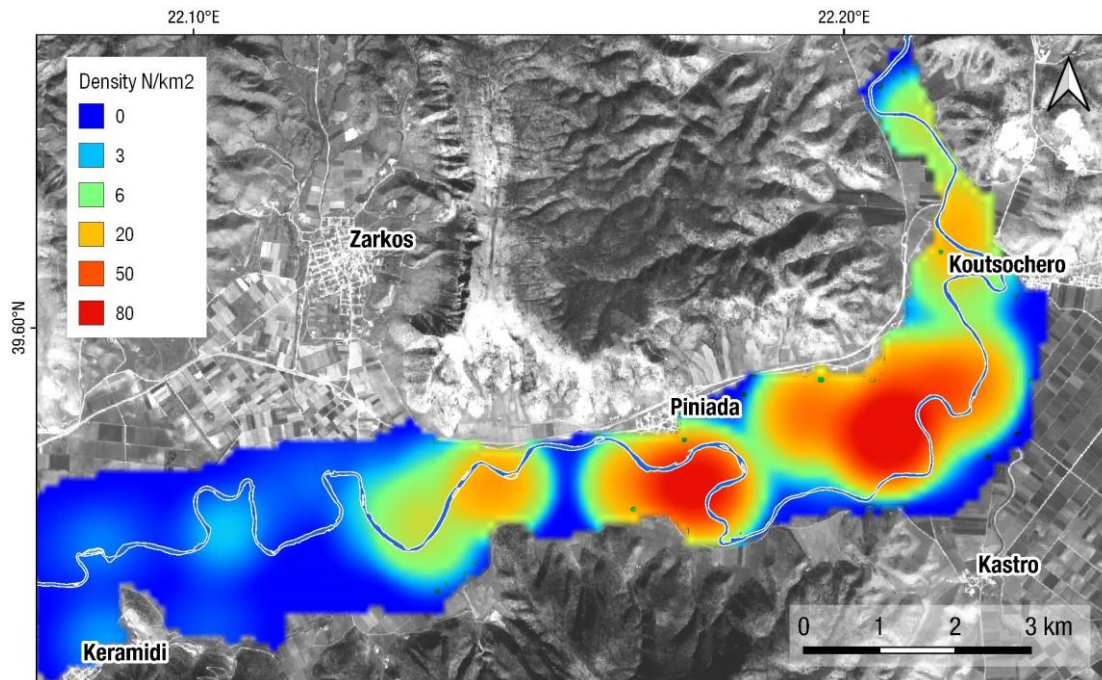 22.10°E
22.20°E
39.60°N
Density N/km2
0
3
6
20
50
80
Zarkos
Koutsochero
Piniada
Kastro
Keramidi
0 1 2 3 km